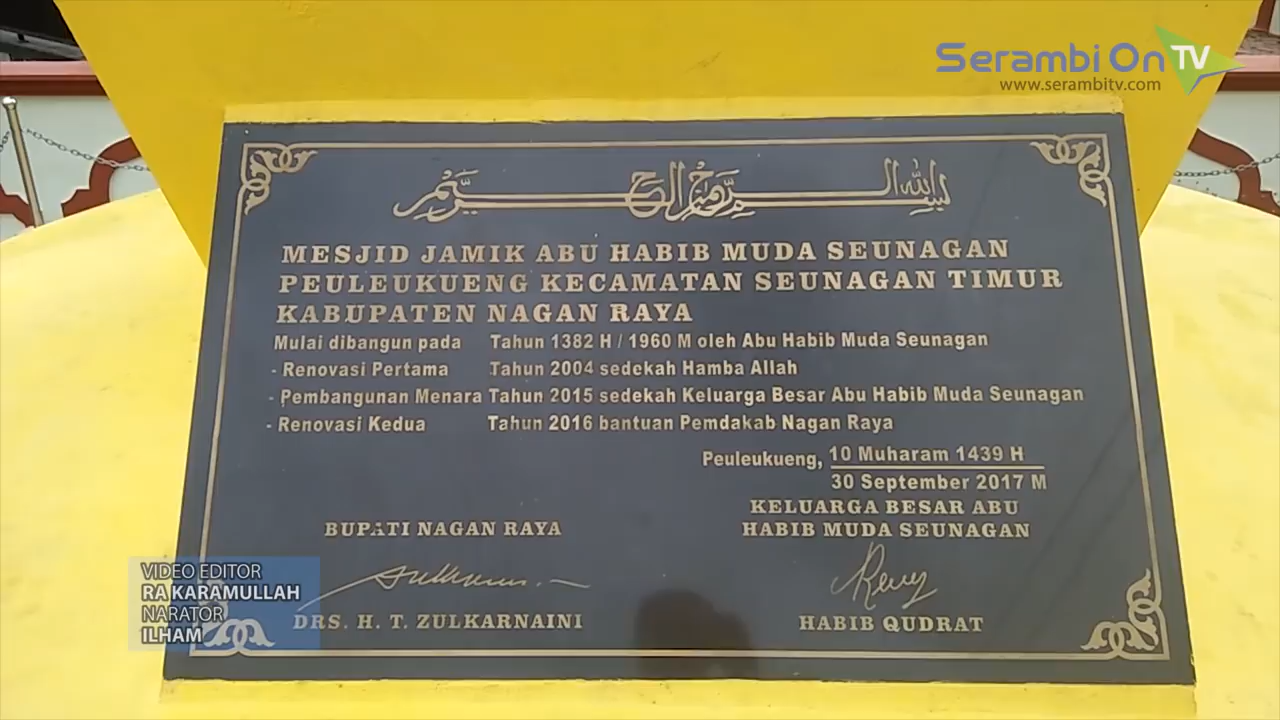 Serambi On TV
www.serambitv.com
بسم الله الرحمن الرحيم
MESJID JAMIK ABU HABIB MUDA SEUNAGAN
PEULEUKUENG KECAMATAN SEUNAGAN TIMUR
KABUPATEN NAGAN RAYA
Mulai dibangun pada Tahun 1382 H / 1960 M oleh Abu Habib Muda Seunagan
- Renovasi Pertama Tahun 2004 sedekah Hamba Allah
- Pembangunan Menara Tahun 2015 sedekah Keluarga Besar Abu Habib Muda Seunagan
- Renovasi Kedua Tahun 2016 bantuan Pemdakab Nagan Raya
Peuleukueng, 10 Muharam 1439 H
30 September 2017 M
KELUARGA BESAR ABU
HABIB MUDA SEUNAGAN
BUPATI NAGAN RAYA
DRS. H. T. ZULKARNAINI
HABIB QUDRAT
VIDEO EDITOR
RA KARAMULLAH
NARATOR
ILHAM